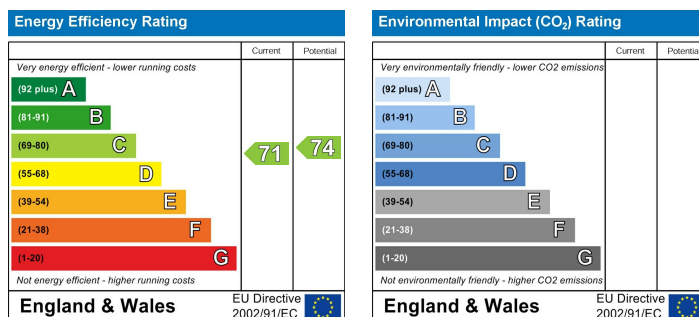 Energy Efficiency Rating
Current Potential
Very energy efficient - lower running costs
(92 plus) A
(81-91) B
(69-80) C
(55-68) D
(39-54) E
(21-38) F
(1-20) G
71
74
Not energy efficient - higher running costs
England & Wales
EU Directive
2002/91/EC
Environmental Impact (CO₂) Rating
Current Potential
Very environmentally friendly - lower CO2 emissions
(92 plus) A
(81-91) B
(69-80) C
(55-68) D
(39-54) E
(21-38) F
(1-20) G
Not environmentally friendly - higher CO2 emissions
England & Wales
EU Directive
2002/91/EC